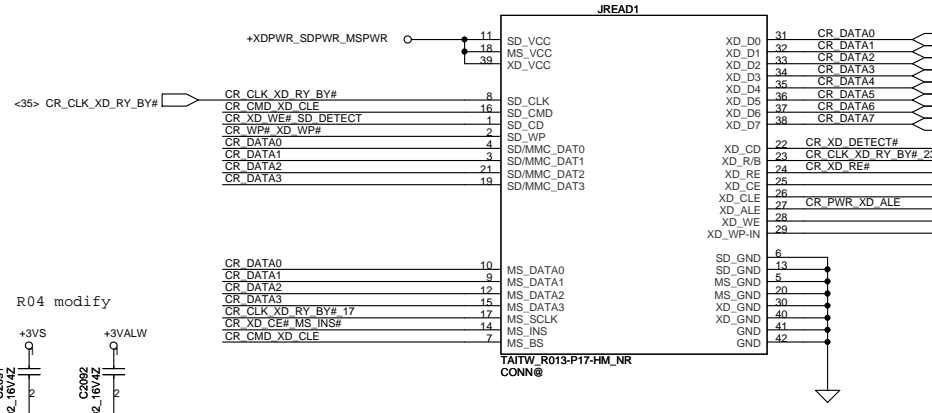 JREAD1
+XDPWR_SDPWR_MSPWR
11 SD_VCC
18 MS_VCC
39 XD_VCC
<35> CR_CLK_XD_RY_BY#
CR_CLK_XD_RY_BY# 8 SD_CLK
CR_CMD_XD_CLE 16 SD_CMD
CR_XD_WE#_SD_DETECT 1 SD_CD
CR_WP#_XD_WP# 2 SD_WP
CR_DATA0 4 SD/MMC_DAT0
CR_DATA1 3 SD/MMC_DAT1
CR_DATA2 21 SD/MMC_DAT2
CR_DATA3 19 SD/MMC_DAT3
CR_DATA0 10 MS_DATA0
CR_DATA1 9 MS_DATA1
CR_DATA2 12 MS_DATA2
CR_DATA3 15 MS_DATA3
CR_CLK_XD_RY_BY#_17 17 MS_SCLK
CR_XD_CE#_MS_INS# 14 MS_INS
CR_CMD_XD_CLE 7 MS_BS
XD_D0 31 CR_DATA0
XD_D1 32 CR_DATA1
XD_D2 33 CR_DATA2
XD_D3 34 CR_DATA3
XD_D4 35 CR_DATA4
XD_D5 36 CR_DATA5
XD_D6 37 CR_DATA6
XD_D7 38 CR_DATA7
XD_CD 22 CR_XD_DETECT#
XD_R/B 23 CR_CLK_XD_RY_BY#_23
XD_RE 24 CR_XD_RE#
XD_CE 25
XD_CLE 26
XD_ALE 27 CR_PWR_XD_ALE
XD_WE 28
XD_WP-IN 29
SD_GND 6
SD_GND 13
MS_GND 5
MS_GND 20
XD_GND 30
XD_GND 40
GND 41
GND 42
TAITW_R013-P17-HM_NR
CONN@
R04 modify
+3VS
+3VALW
1
2
1
2
C2092